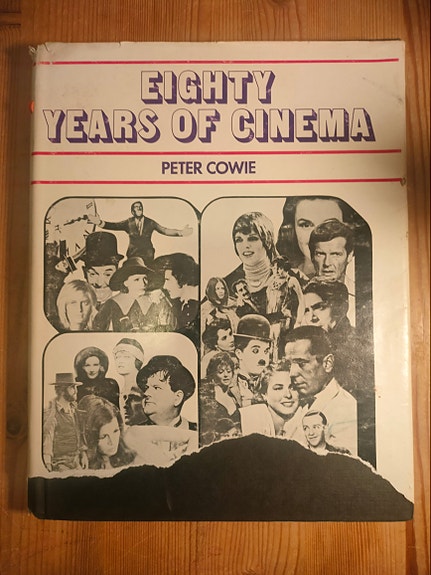 EIGHTY
YEARS OF CINEMA
PETER COWIE